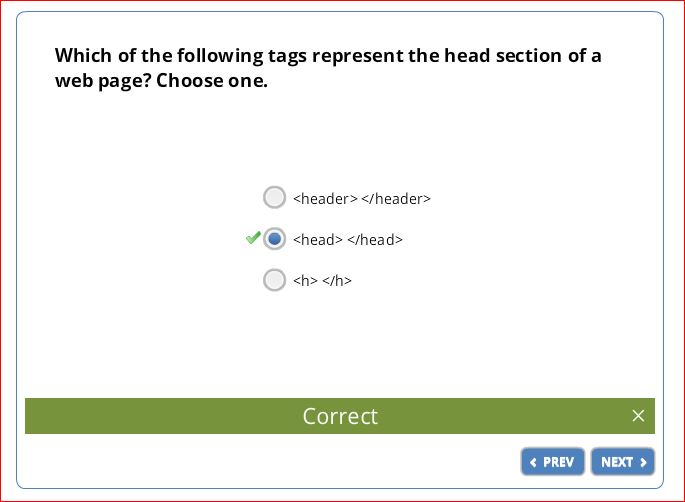 Which of the following tags represent the head section of a
web page? Choose one.
<header> </header>
<head> </head>
<h> </h>
Correct ×
‹ PREV NEXT ›